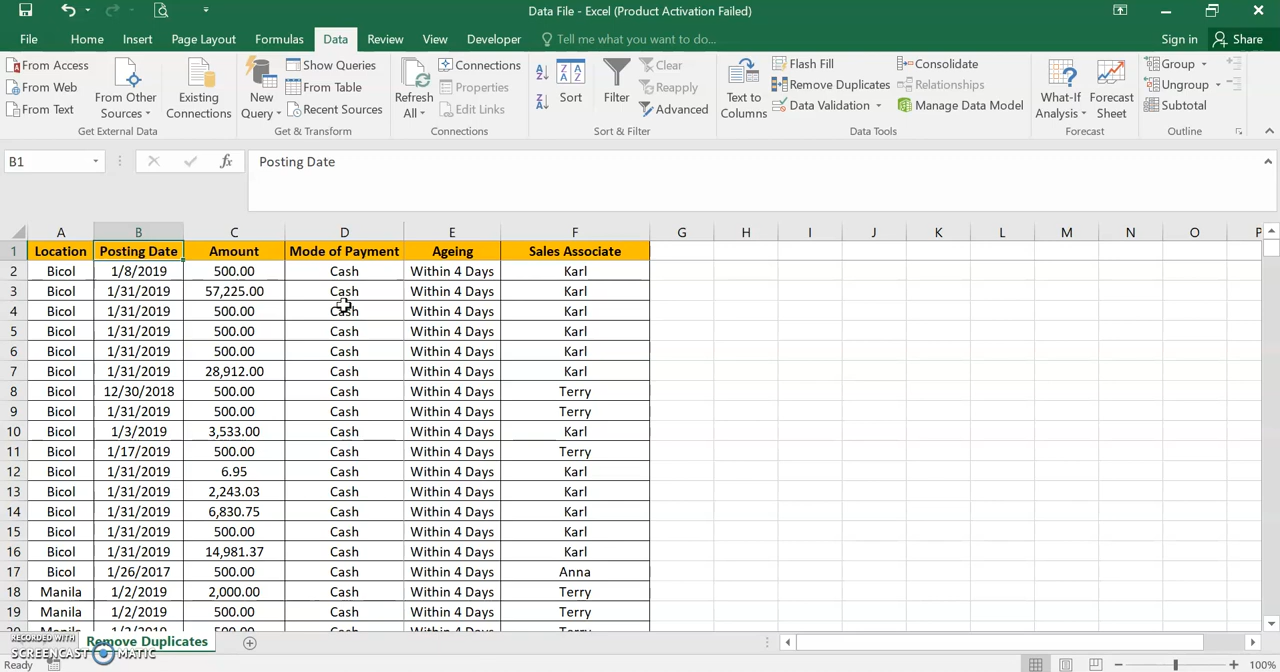 Data File - Excel (Product Activation Failed)
File Home Insert Page Layout Formulas Data Review View Developer Tell me what you want to do... Sign in Share
From Access
From Web
From Text
From Other Sources
Existing Connections
Get External Data
New Query
Show Queries
From Table
Recent Sources
Get & Transform
Refresh All
Connections
Properties
Edit Links
Connections
Sort
Filter
Clear
Reapply
Advanced
Sort & Filter
Text to Columns
Flash Fill
Remove Duplicates
Data Validation
Consolidate
Relationships
Manage Data Model
Data Tools
What-If Analysis
Forecast Sheet
Forecast
Group
Ungroup
Subtotal
Outline
B1 fx Posting Date
A B C D E F G H I J K L M N O P
1 Location Posting Date Amount Mode of Payment Ageing Sales Associate
2 Bicol 1/8/2019 500.00 Cash Within 4 Days Karl
3 Bicol 1/31/2019 57,225.00 Cash Within 4 Days Karl
4 Bicol 1/31/2019 500.00 Cash Within 4 Days Karl
5 Bicol 1/31/2019 500.00 Cash Within 4 Days Karl
6 Bicol 1/31/2019 500.00 Cash Within 4 Days Karl
7 Bicol 1/31/2019 28,912.00 Cash Within 4 Days Karl
8 Bicol 12/30/2018 500.00 Cash Within 4 Days Terry
9 Bicol 1/31/2019 500.00 Cash Within 4 Days Terry
10 Bicol 1/3/2019 3,533.00 Cash Within 4 Days Karl
11 Bicol 1/17/2019 500.00 Cash Within 4 Days Terry
12 Bicol 1/31/2019 6.95 Cash Within 4 Days Karl
13 Bicol 1/31/2019 2,243.03 Cash Within 4 Days Karl
14 Bicol 1/31/2019 6,830.75 Cash Within 4 Days Karl
15 Bicol 1/31/2019 500.00 Cash Within 4 Days Karl
16 Bicol 1/31/2019 14,981.37 Cash Within 4 Days Karl
17 Bicol 1/26/2017 500.00 Cash Within 4 Days Anna
18 Manila 1/2/2019 2,000.00 Cash Within 4 Days Terry
19 Manila 1/2/2019 500.00 Cash Within 4 Days Terry
Remove Duplicates
RECORDED WITH
SCREENCAST MATIC
Ready 100%